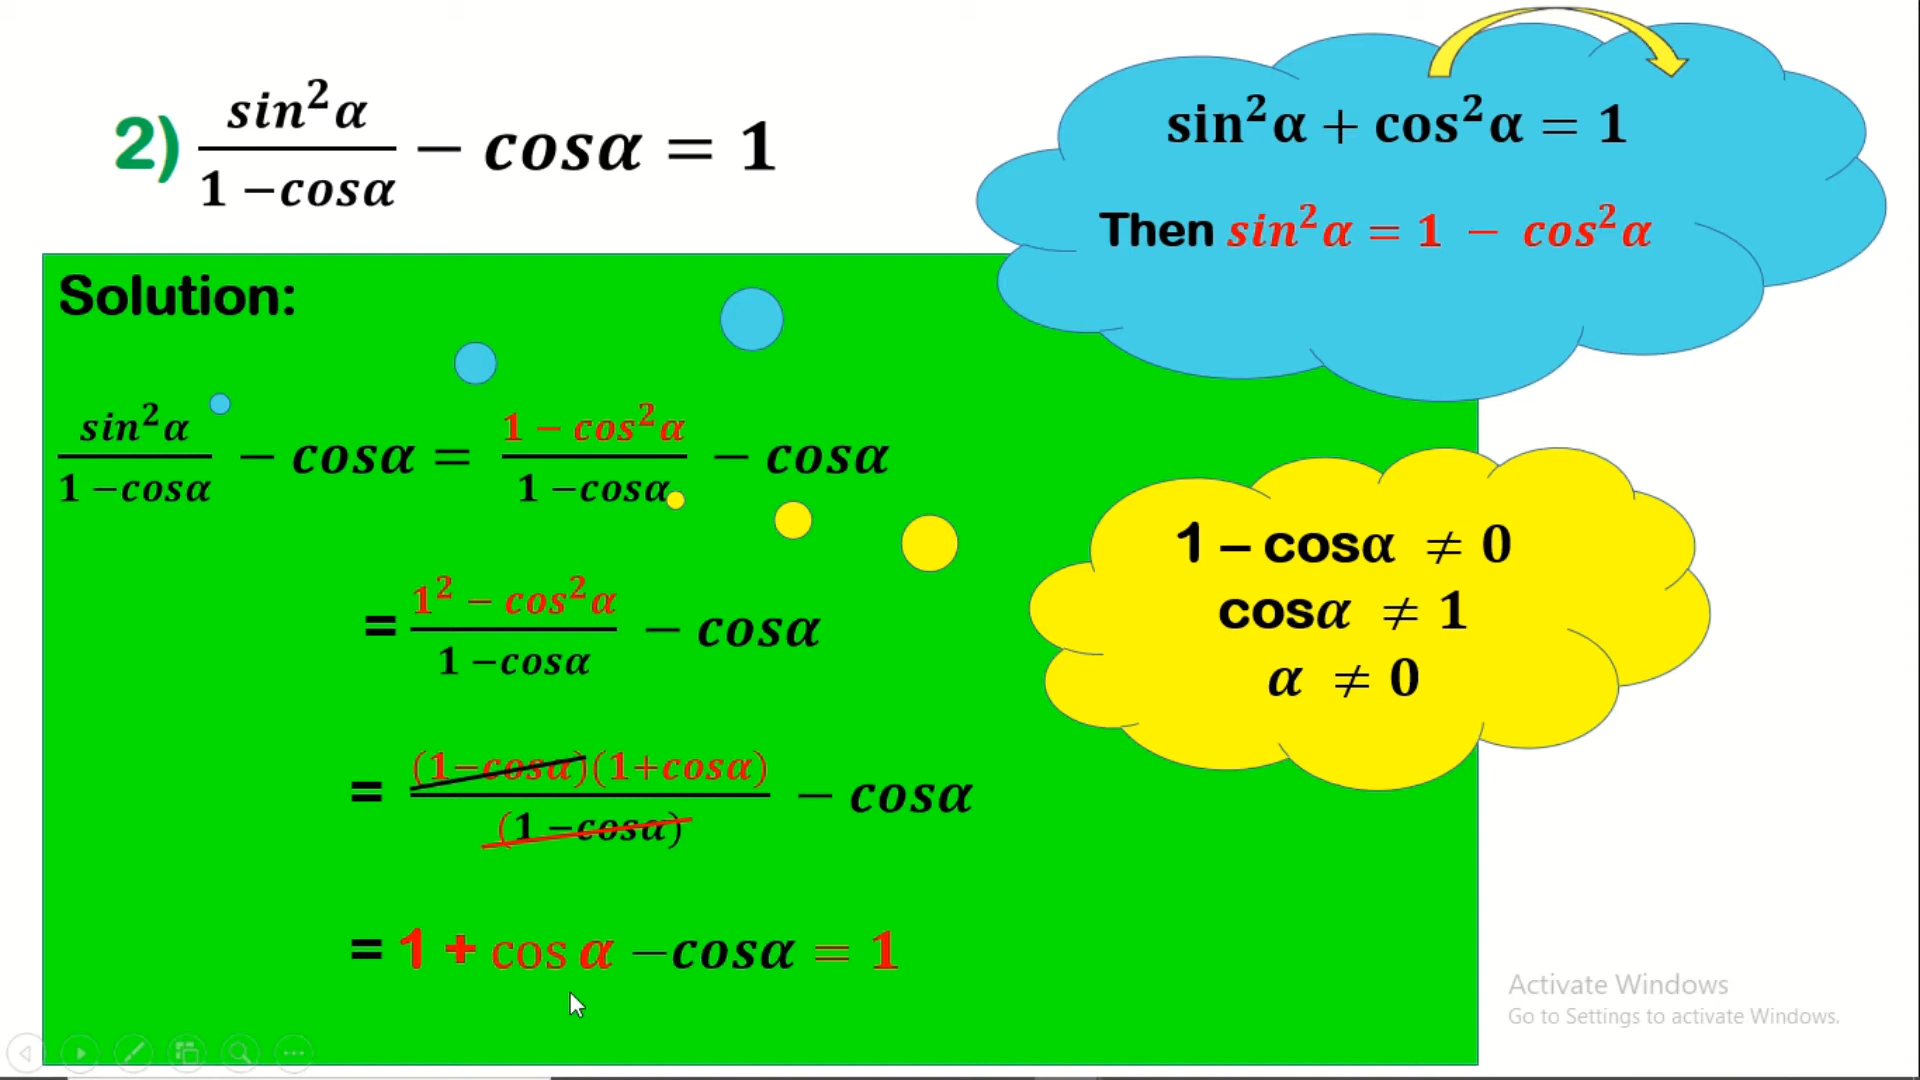 2) sin²α / 1 −cosα − cosα = 1
sin²α + cos²α = 1
Then sin²α = 1 − cos²α
Solution:
sin²α / 1 −cosα − cosα = 1 − cos²α / 1 −cosα − cosα
= 1² − cos²α / 1 −cosα − cosα
= (1−cosα)(1+cosα) / (1 −cosα) − cosα
= 1 + cos α −cosα = 1
1 – cosα ≠ 0
cosα ≠ 1
α ≠ 0
Activate Windows
Go to Settings to activate Windows.